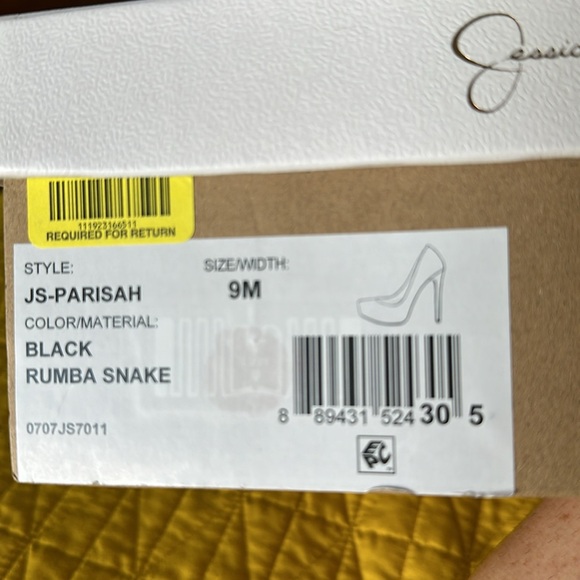 Jessic
111923166511
REQUIRED FOR RETURN
STYLE: SIZE/WIDTH:
JS-PARISAH 9M
COLOR/MATERIAL:
BLACK
RUMBA SNAKE
8 89431 524 30 5
0707JS7011